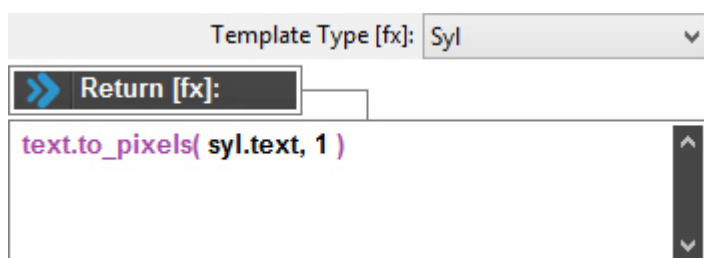 Template Type [fx]: Syl
Return [fx]:
text.to_pixels( syl.text, 1 )